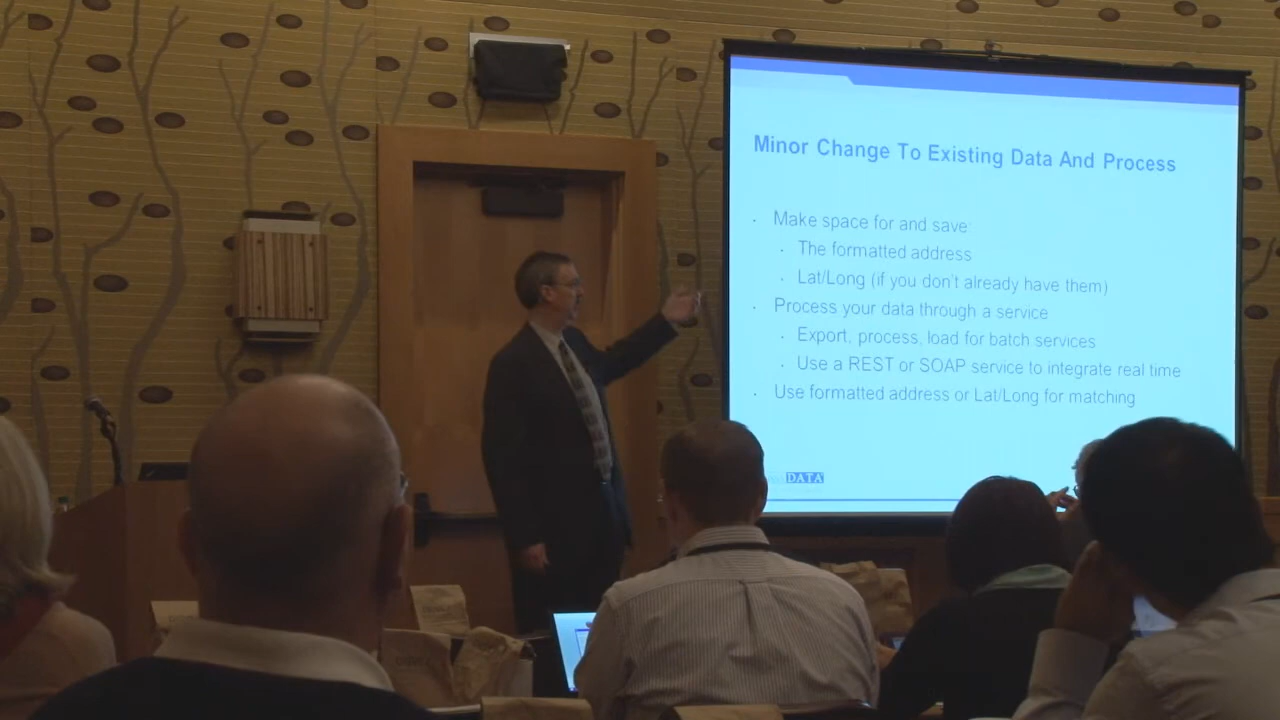 Minor Change To Existing Data And Process
Make space for and save:
The formatted address
Lat/Long (if you don't already have them)
Process your data through a service
Export, process, load for batch services
Use a REST or SOAP service to integrate real time
Use formatted address or Lat/Long for matching
DATA